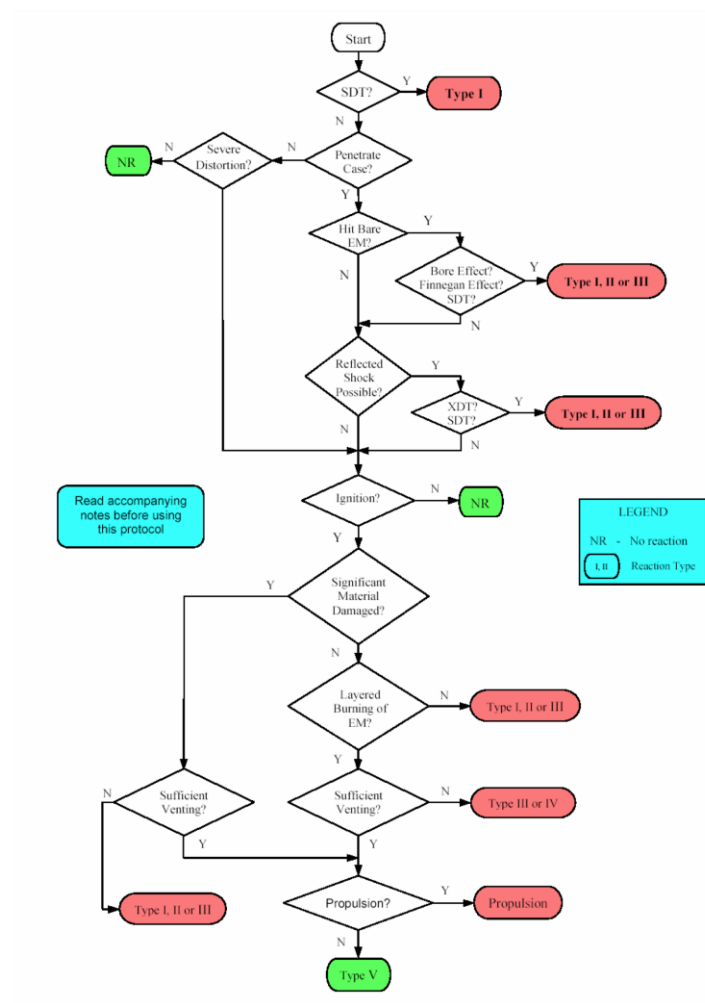 Start
SDT?
Y
Type I
N
Severe
Distortion?
N
NR
N
Penetrate
Case?
Y
Hit Bare
EM?
Y
Bore Effect?
Finnegan Effect?
SDT?
Y
Type I, II or III
N
N
Reflected
Shock
Possible?
Y
XDT?
SDT?
Y
Type I, II or III
N
N
Read accompanying
notes before using
this protocol
Ignition?
N
NR
LEGEND
NR - No reaction
I, II Reaction Type
Y
Significant
Material
Damaged?
Y
N
Layered
Burning of
EM?
N
Type I, II or III
Y
N
Sufficient
Venting?
Y
Sufficient
Venting?
N
Type III or IV
Y
Type I, II or III
Propulsion?
Y
Propulsion
N
Type V